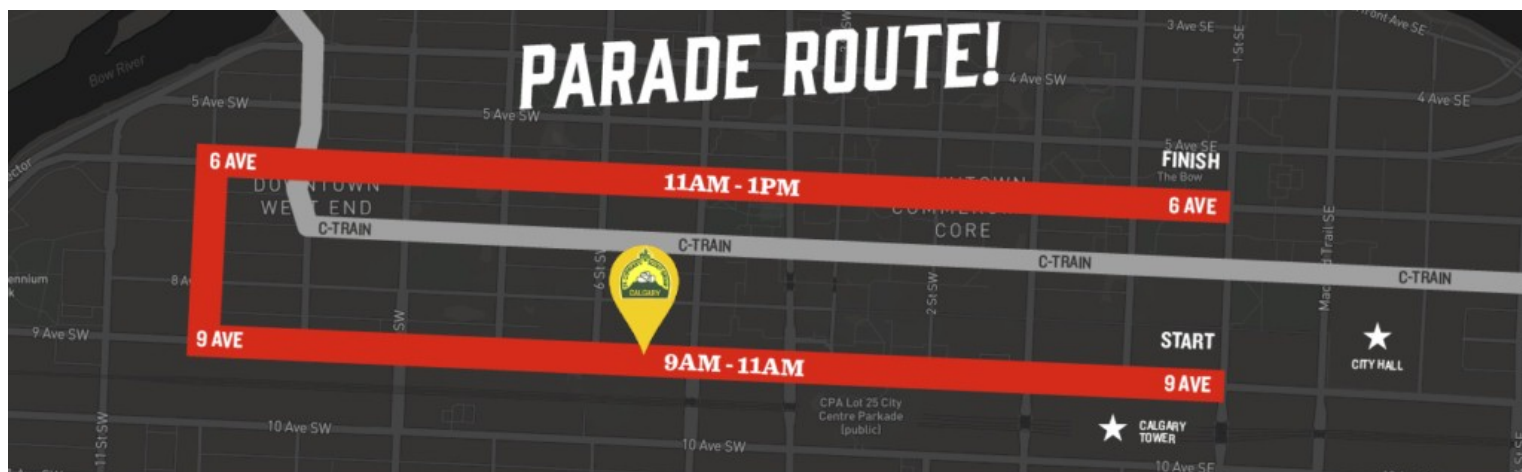 PARADE ROUTE!
Bow River
5 Ave SW
5 Ave SW
3 Ave SE
1 St SE
4 Ave SW
4 Ave SE
5 Ave SE
FINISH
The Bow
6 AVE
11AM - 1PM
6 AVE
DOWNTOWN
WEST END
CORE
C-TRAIN
C-TRAIN
C-TRAIN
C-TRAIN
6 St SW
CALGARY
2 St SW
9 Ave SW
9 AVE
9AM - 11AM
START
9 AVE
CITY HALL
CPA Lot 25 City
Centre Parkade
(public)
CALGARY
TOWER
11 St SW
10 Ave SW
10 Ave SW
10 Ave SE